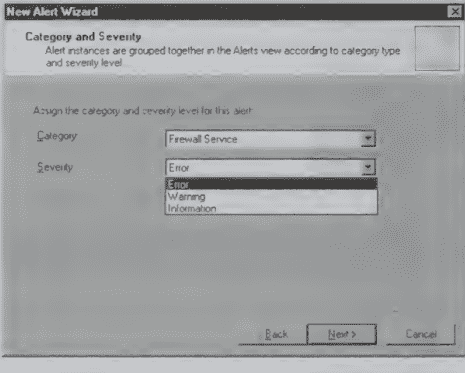 New Alert Wizard
Category and Severity
Alert instances are grouped together in the Alerts view according to category type
and severity level.
Assign the category and severity level for this alert
Category
Firewall Service
Severity
Error
Error
Warning
Information
Back
Next >
Cancel